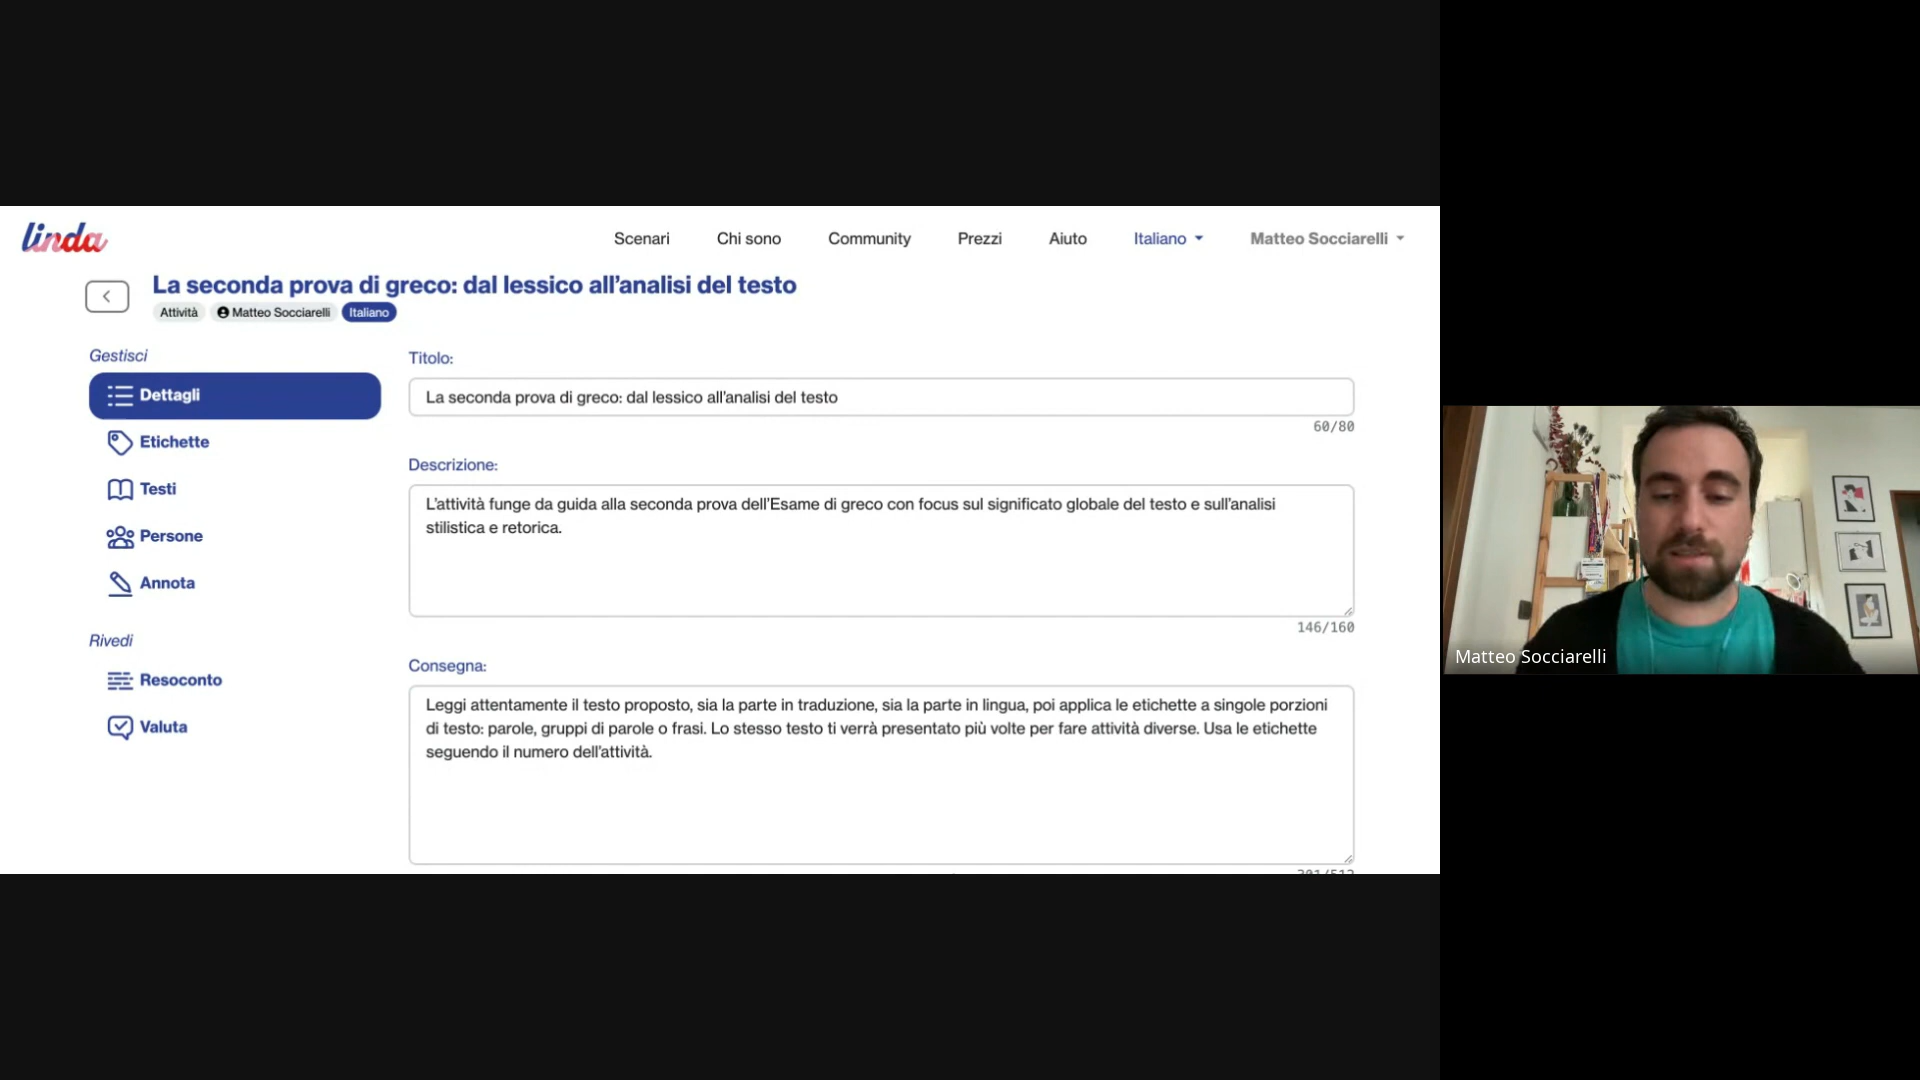 linda
Scenari Chi sono Community Prezzi Aiuto Italiano Matteo Socciarelli
La seconda prova di greco: dal lessico all'analisi del testo
Attività Matteo Socciarelli Italiano
Gestisci
Dettagli
Etichette
Testi
Persone
Annota
Rivedi
Resoconto
Valuta
Titolo:
La seconda prova di greco: dal lessico all'analisi del testo
60/80
Descrizione:
L'attività funge da guida alla seconda prova dell'Esame di greco con focus sul significato globale del testo e sull'analisi
stilistica e retorica.
146/160
Consegna:
Leggi attentamente il testo proposto, sia la parte in traduzione, sia la parte in lingua, poi applica le etichette a singole porzioni
di testo: parole, gruppi di parole o frasi. Lo stesso testo ti verrà presentato più volte per fare attività diverse. Usa le etichette
seguendo il numero dell'attività.
Matteo Socciarelli